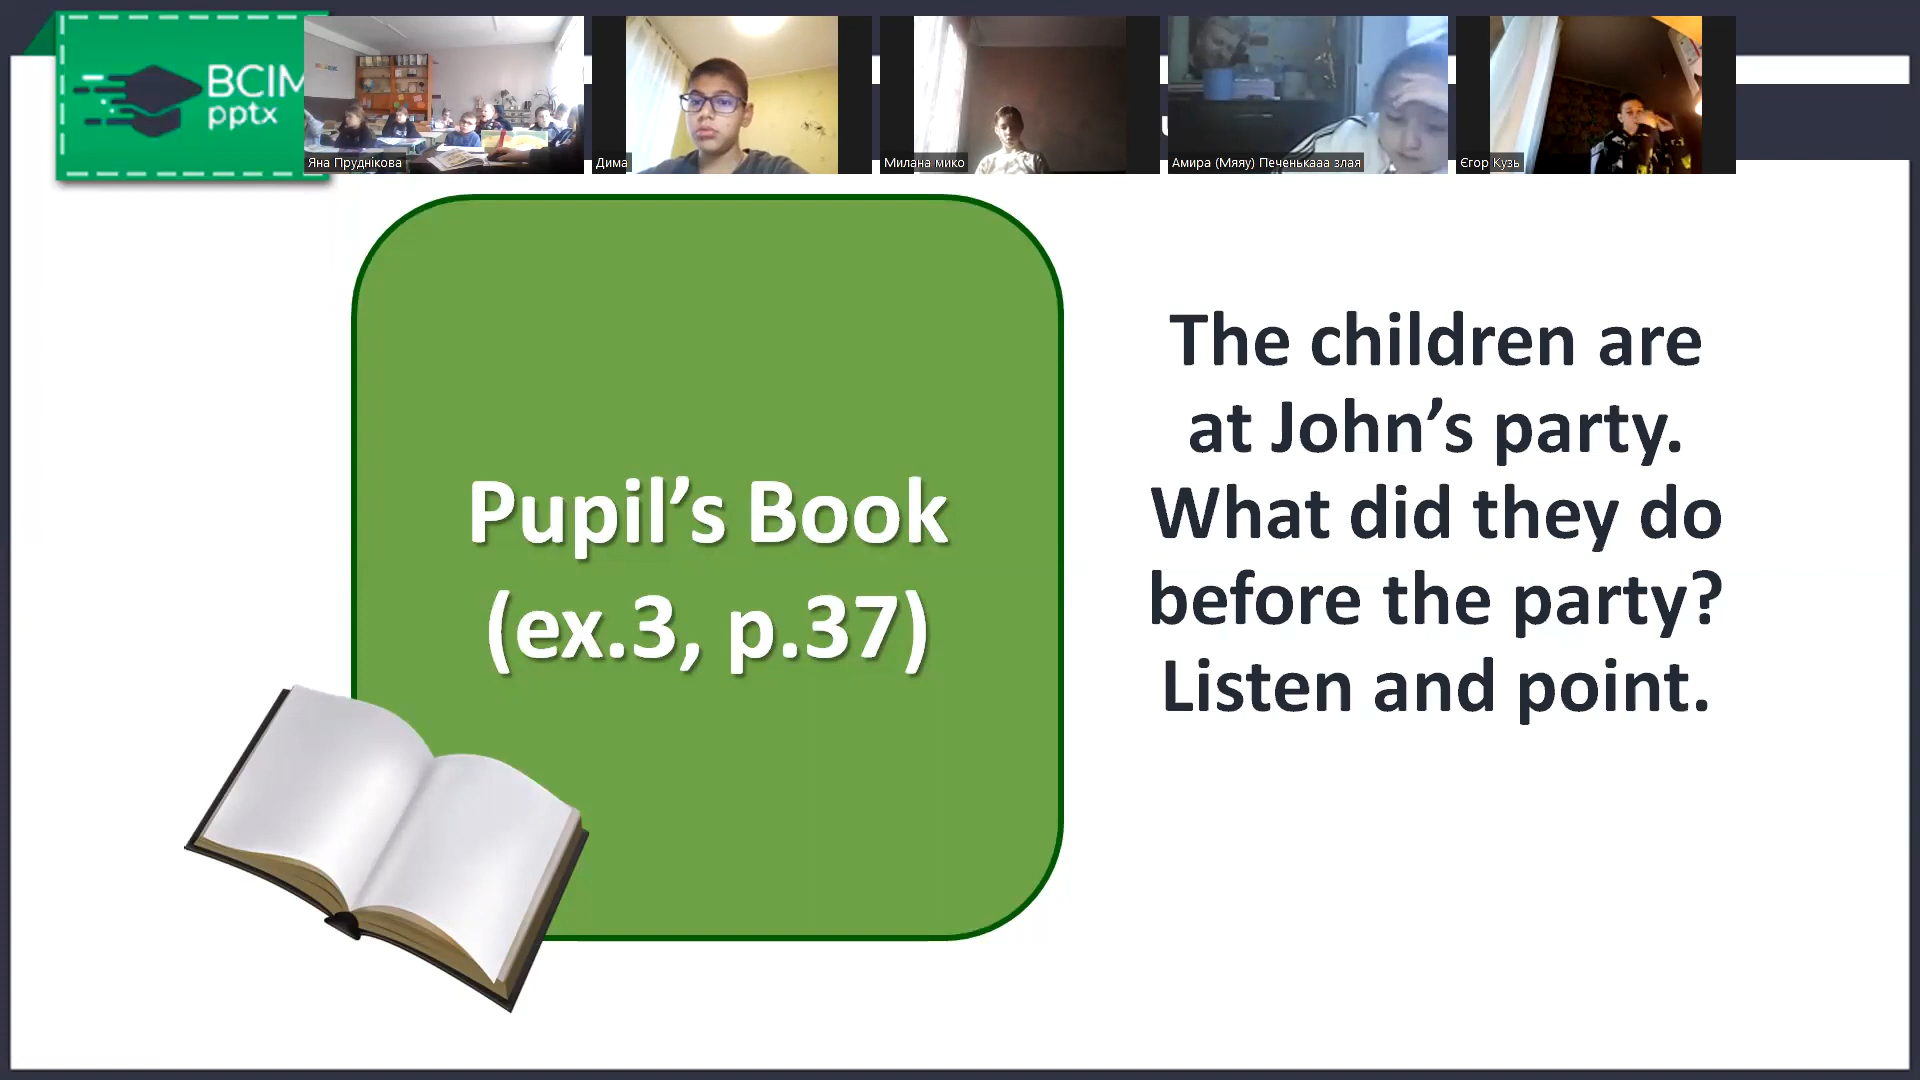 BCIM
pptx
Яна Пруднікова
Дима
Милана мико
Амира (Мяяу) Печенькааа злая
Єгор Кузь
Pupil’s Book
(ex.3, p.37)
The children are
at John’s party.
What did they do
before the party?
Listen and point.